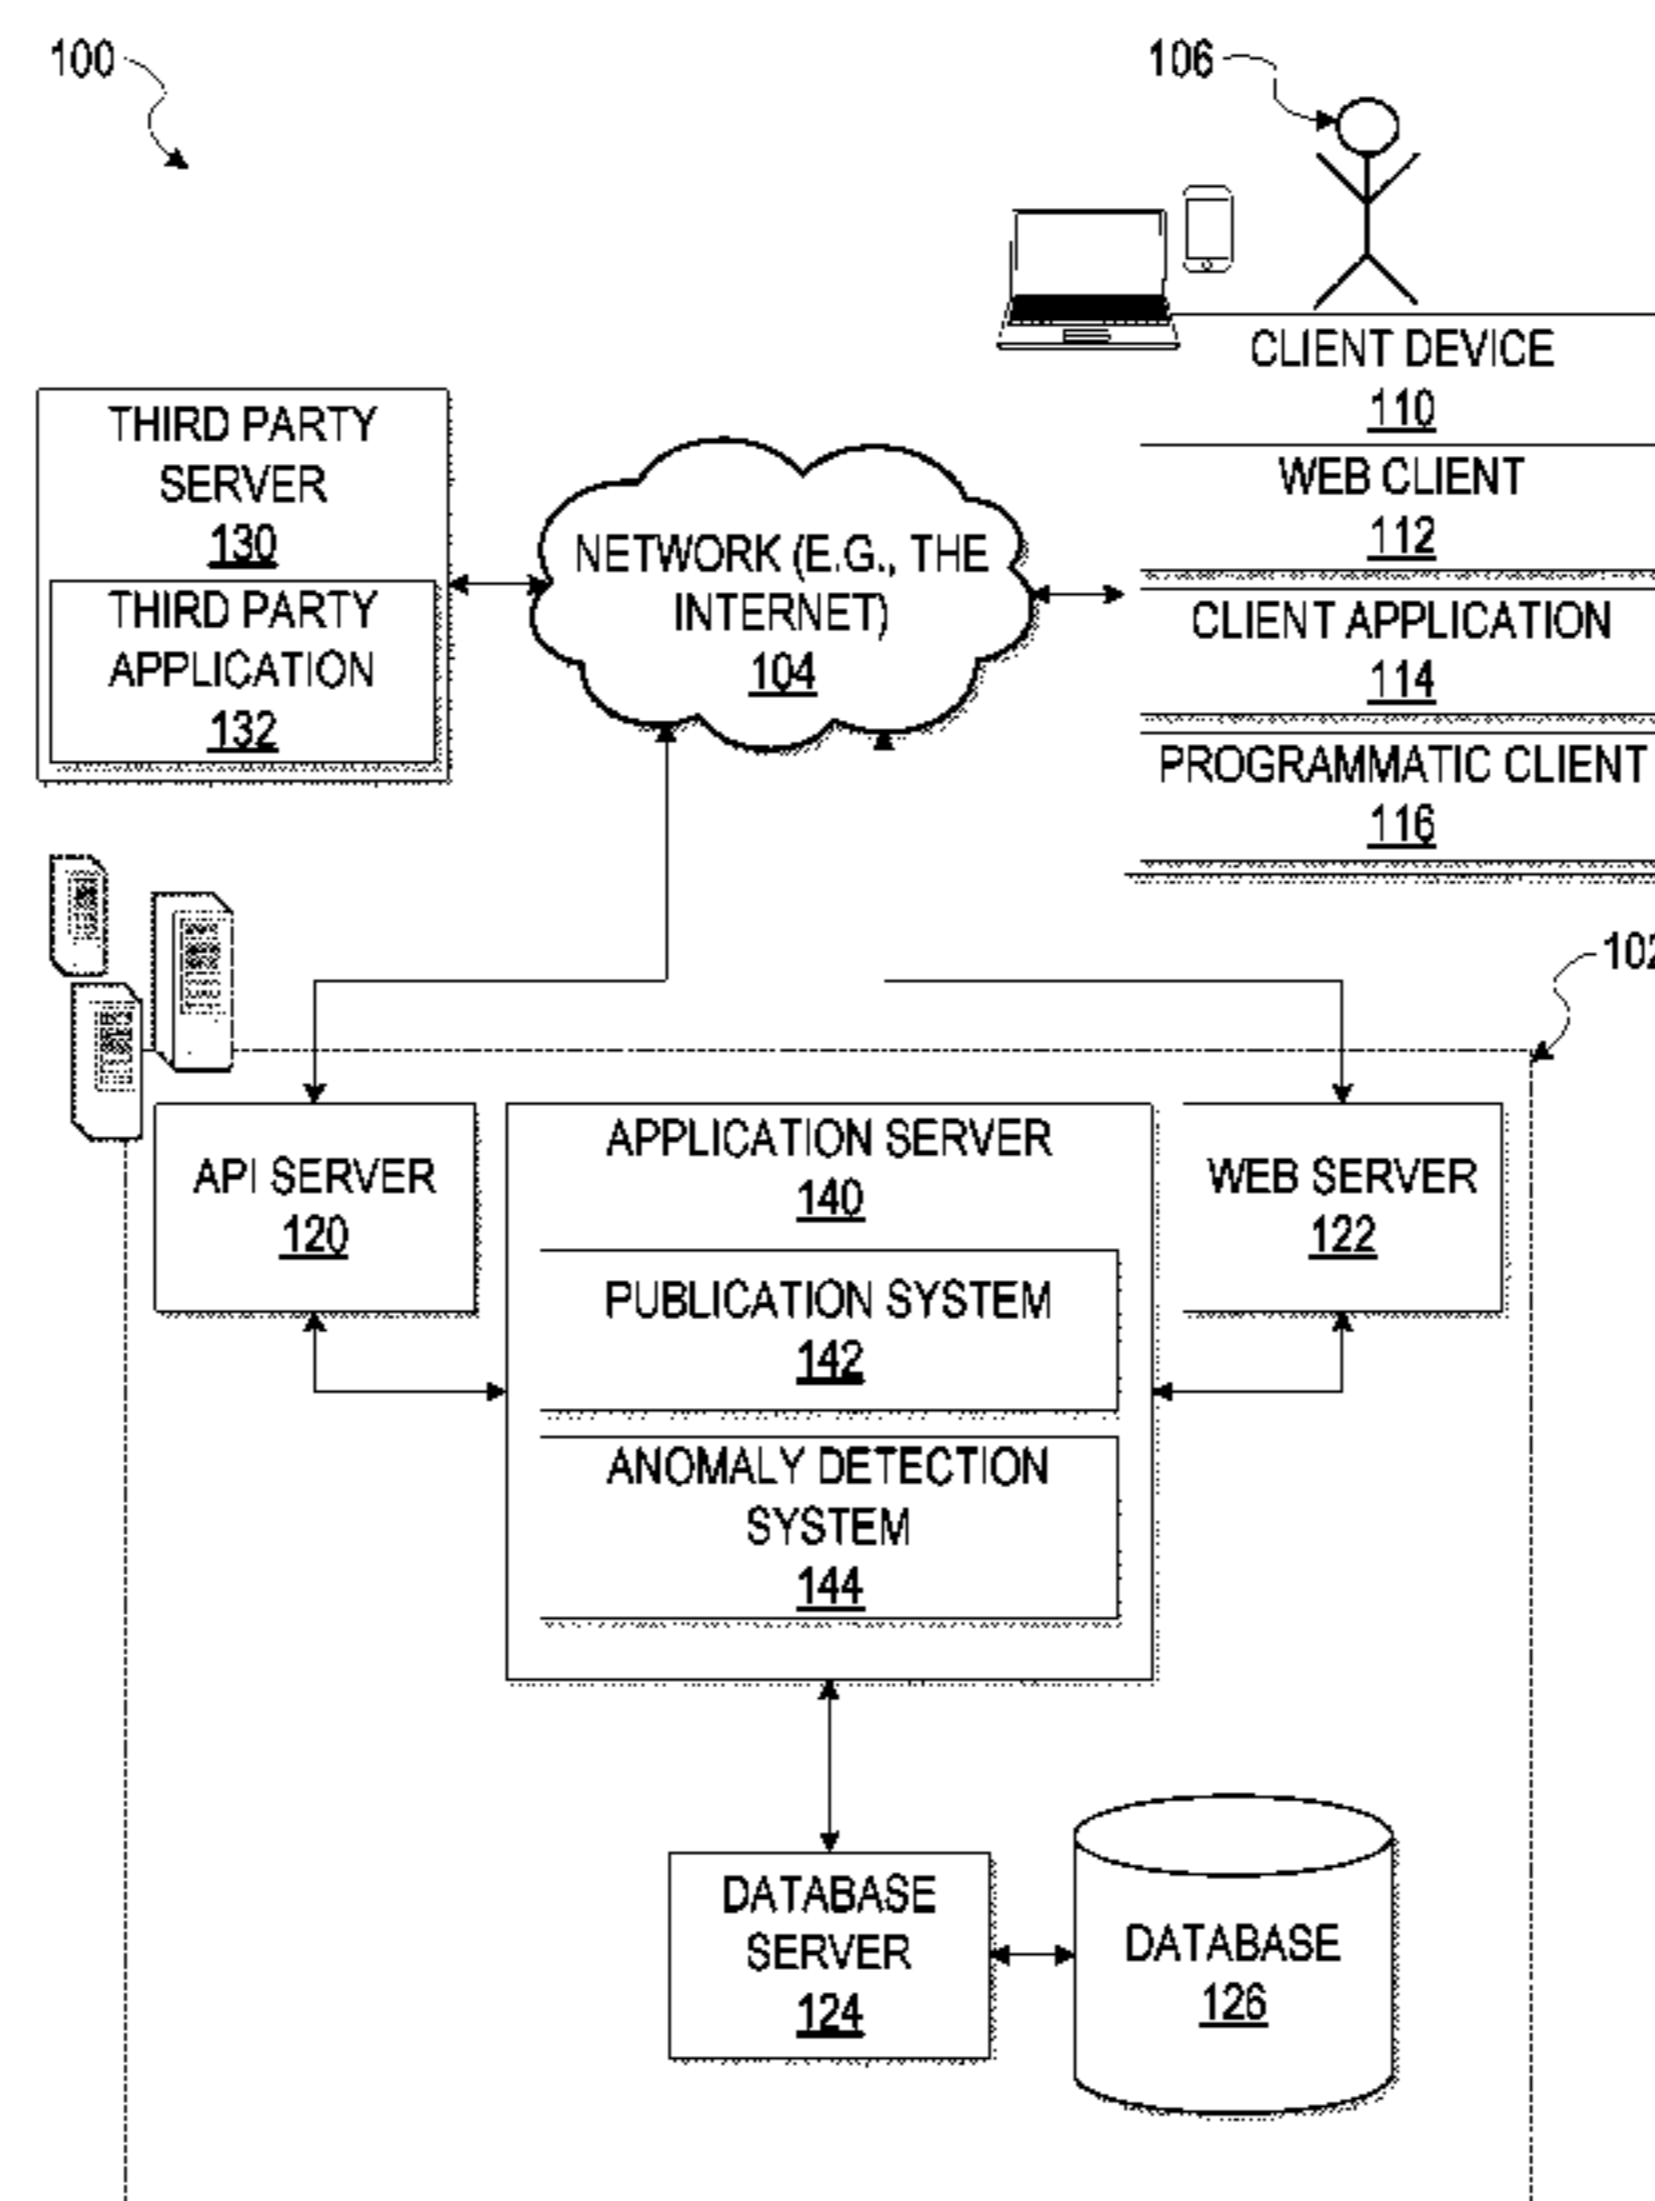 100
106
CLIENT DEVICE
110
WEB CLIENT
112
CLIENT APPLICATION
114
PROGRAMMATIC CLIENT
116
THIRD PARTY
SERVER
130
THIRD PARTY
APPLICATION
132
NETWORK (E.G., THE
INTERNET)
104
102
API SERVER
120
APPLICATION SERVER
140
PUBLICATION SYSTEM
142
ANOMALY DETECTION
SYSTEM
144
WEB SERVER
122
DATABASE
SERVER
124
DATABASE
126